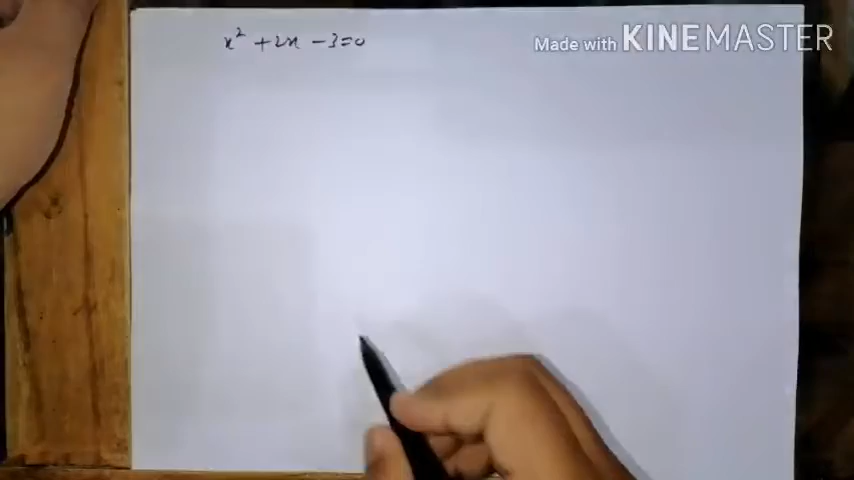 x² + 2x - 3 = 0
Made with KINEMASTER